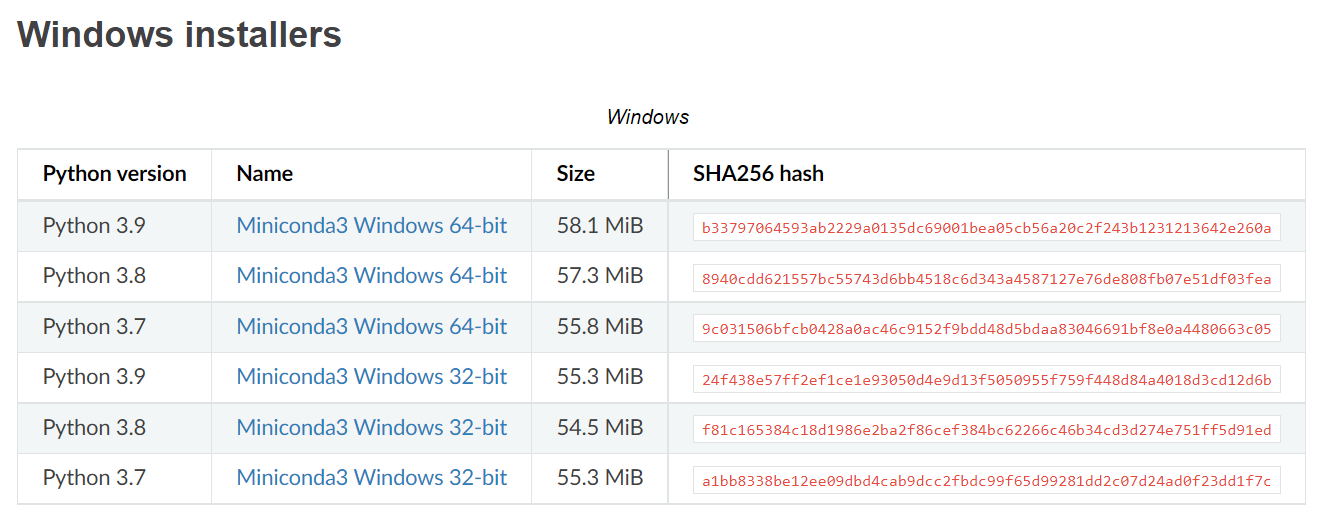 Windows installers
Windows
Python version Name Size SHA256 hash
Python 3.9 Miniconda3 Windows 64-bit 58.1 MiB b33797064593ab2229a0135dc69001bea05cb56a20c2f243b1231213642e260a
Python 3.8 Miniconda3 Windows 64-bit 57.3 MiB 8940cdd621557bc55743d6bb4518c6d343a4587127e76de808fb07e51df03fea
Python 3.7 Miniconda3 Windows 64-bit 55.8 MiB 9c031506bfcb0428a0ac46c9152f9bdd48d5bdaa83046691bf8e0a4480663c05
Python 3.9 Miniconda3 Windows 32-bit 55.3 MiB 24f438e57ff2ef1ce1e93050d4e9d13f5050955f759f448d84a4018d3cd12d6b
Python 3.8 Miniconda3 Windows 32-bit 54.5 MiB f81c165384c18d1986e2ba2f86cef384bc62266c46b34cd3d274e751ff5d91ed
Python 3.7 Miniconda3 Windows 32-bit 55.3 MiB a1bb8338be12ee09dbd4cab9dcc2fbdc99f65d99281dd2c07d24ad0f23dd1f7c